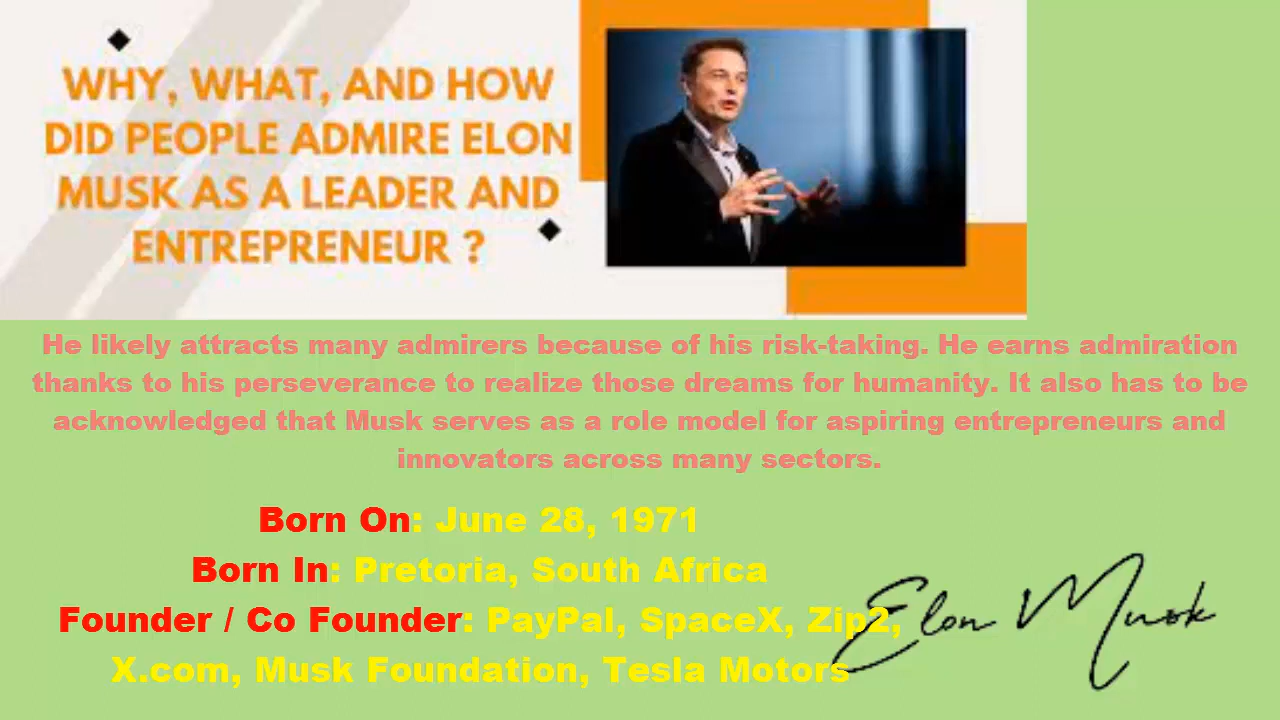 WHY, WHAT, AND HOW
DID PEOPLE ADMIRE ELON
MUSK AS A LEADER AND
ENTREPRENEUR ?
He likely attracts many admirers because of his risk-taking. He earns admiration
thanks to his perseverance to realize those dreams for humanity. It also has to be
acknowledged that Musk serves as a role model for aspiring entrepreneurs and
innovators across many sectors.
Born On: June 28, 1971
Born In: Pretoria, South Africa
Founder / Co Founder: PayPal, SpaceX, Zip2,
X.com, Musk Foundation, Tesla Motors
Elon Musk